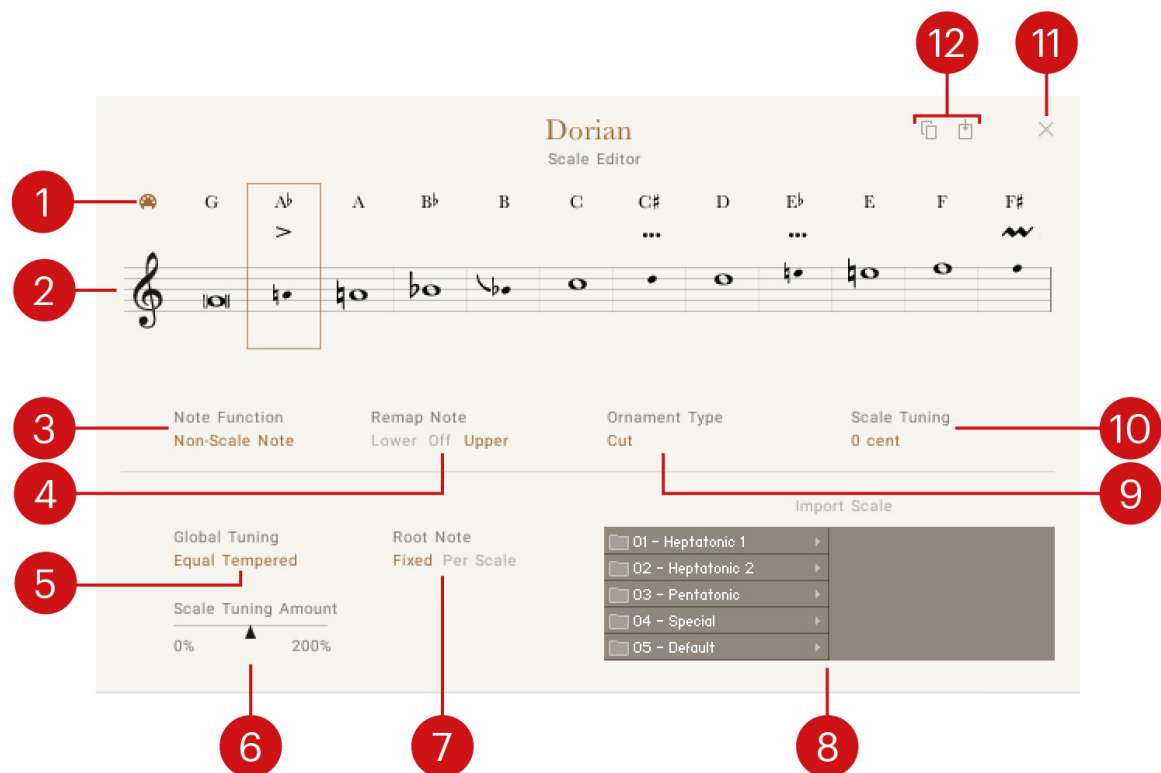 12 11
Dorian
Scale Editor
1 G A♭ A B♭ B C C♯ D E♭ E F F♯
2
Note Function Remap Note Ornament Type Scale Tuning
3 Non-Scale Note Lower Off Upper Cut 0 cent 10
4 9
Import Scale
Global Tuning Root Note 01 - Heptatonic 1
Equal Tempered Fixed Per Scale 02 - Heptatonic 2
5 03 - Pentatonic
Scale Tuning Amount 04 - Special
0% 200% 05 - Default
6 7 8